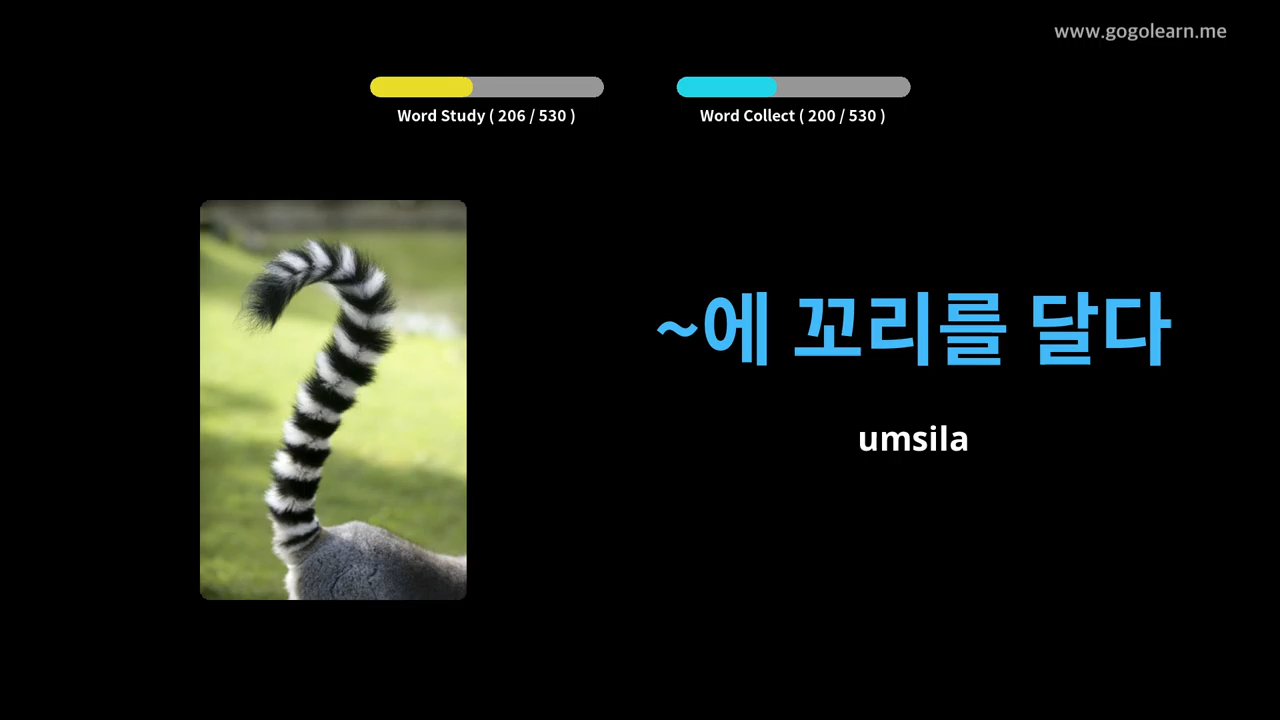 www.gogolearn.me
Word Study ( 206 / 530 )
Word Collect ( 200 / 530 )
~에 꼬리를 달다
umsila